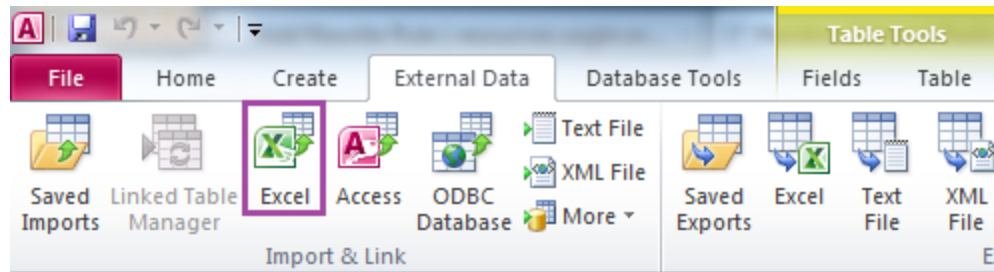 Table Tools
File Home Create External Data Database Tools Fields Table
Text File
XML File
More
Saved Imports
Linked Table Manager
Excel
Access
ODBC Database
Saved Exports
Excel
Text File
XML File
Import & Link
E